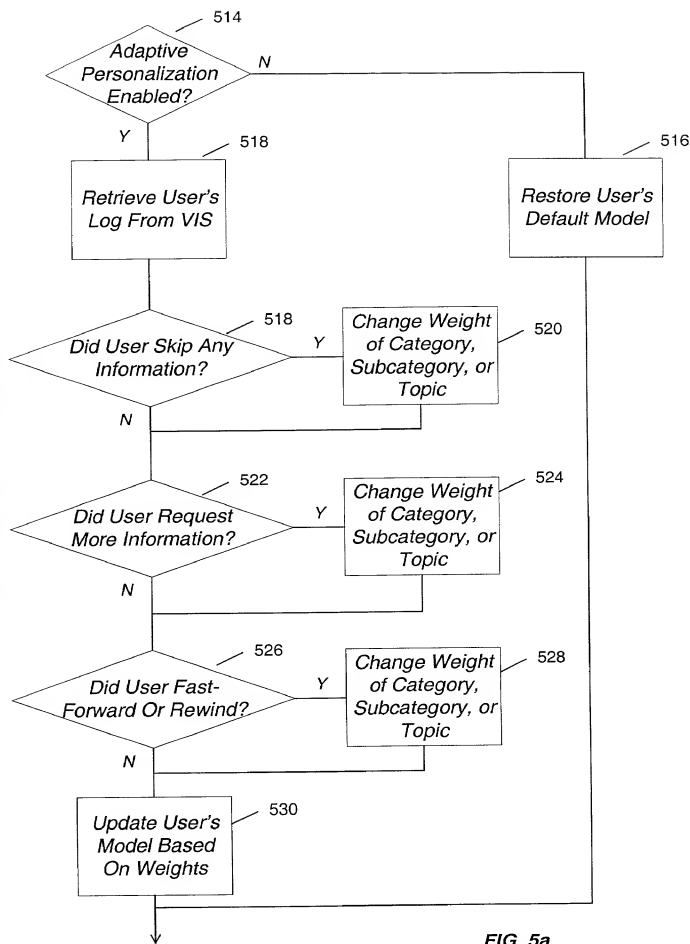 514
Adaptive
Personalization
Enabled?
N
Y
518
Retrieve User's
Log From VIS
516
Restore User's
Default Model
518
Did User Skip Any
Information?
Y
N
520
Change Weight
of Category,
Subcategory, or
Topic
522
Did User Request
More Information?
Y
N
524
Change Weight
of Category,
Subcategory, or
Topic
526
Did User Fast-
Forward Or Rewind?
Y
N
528
Change Weight
of Category,
Subcategory, or
Topic
530
Update User's
Model Based
On Weights
FIG. 5a